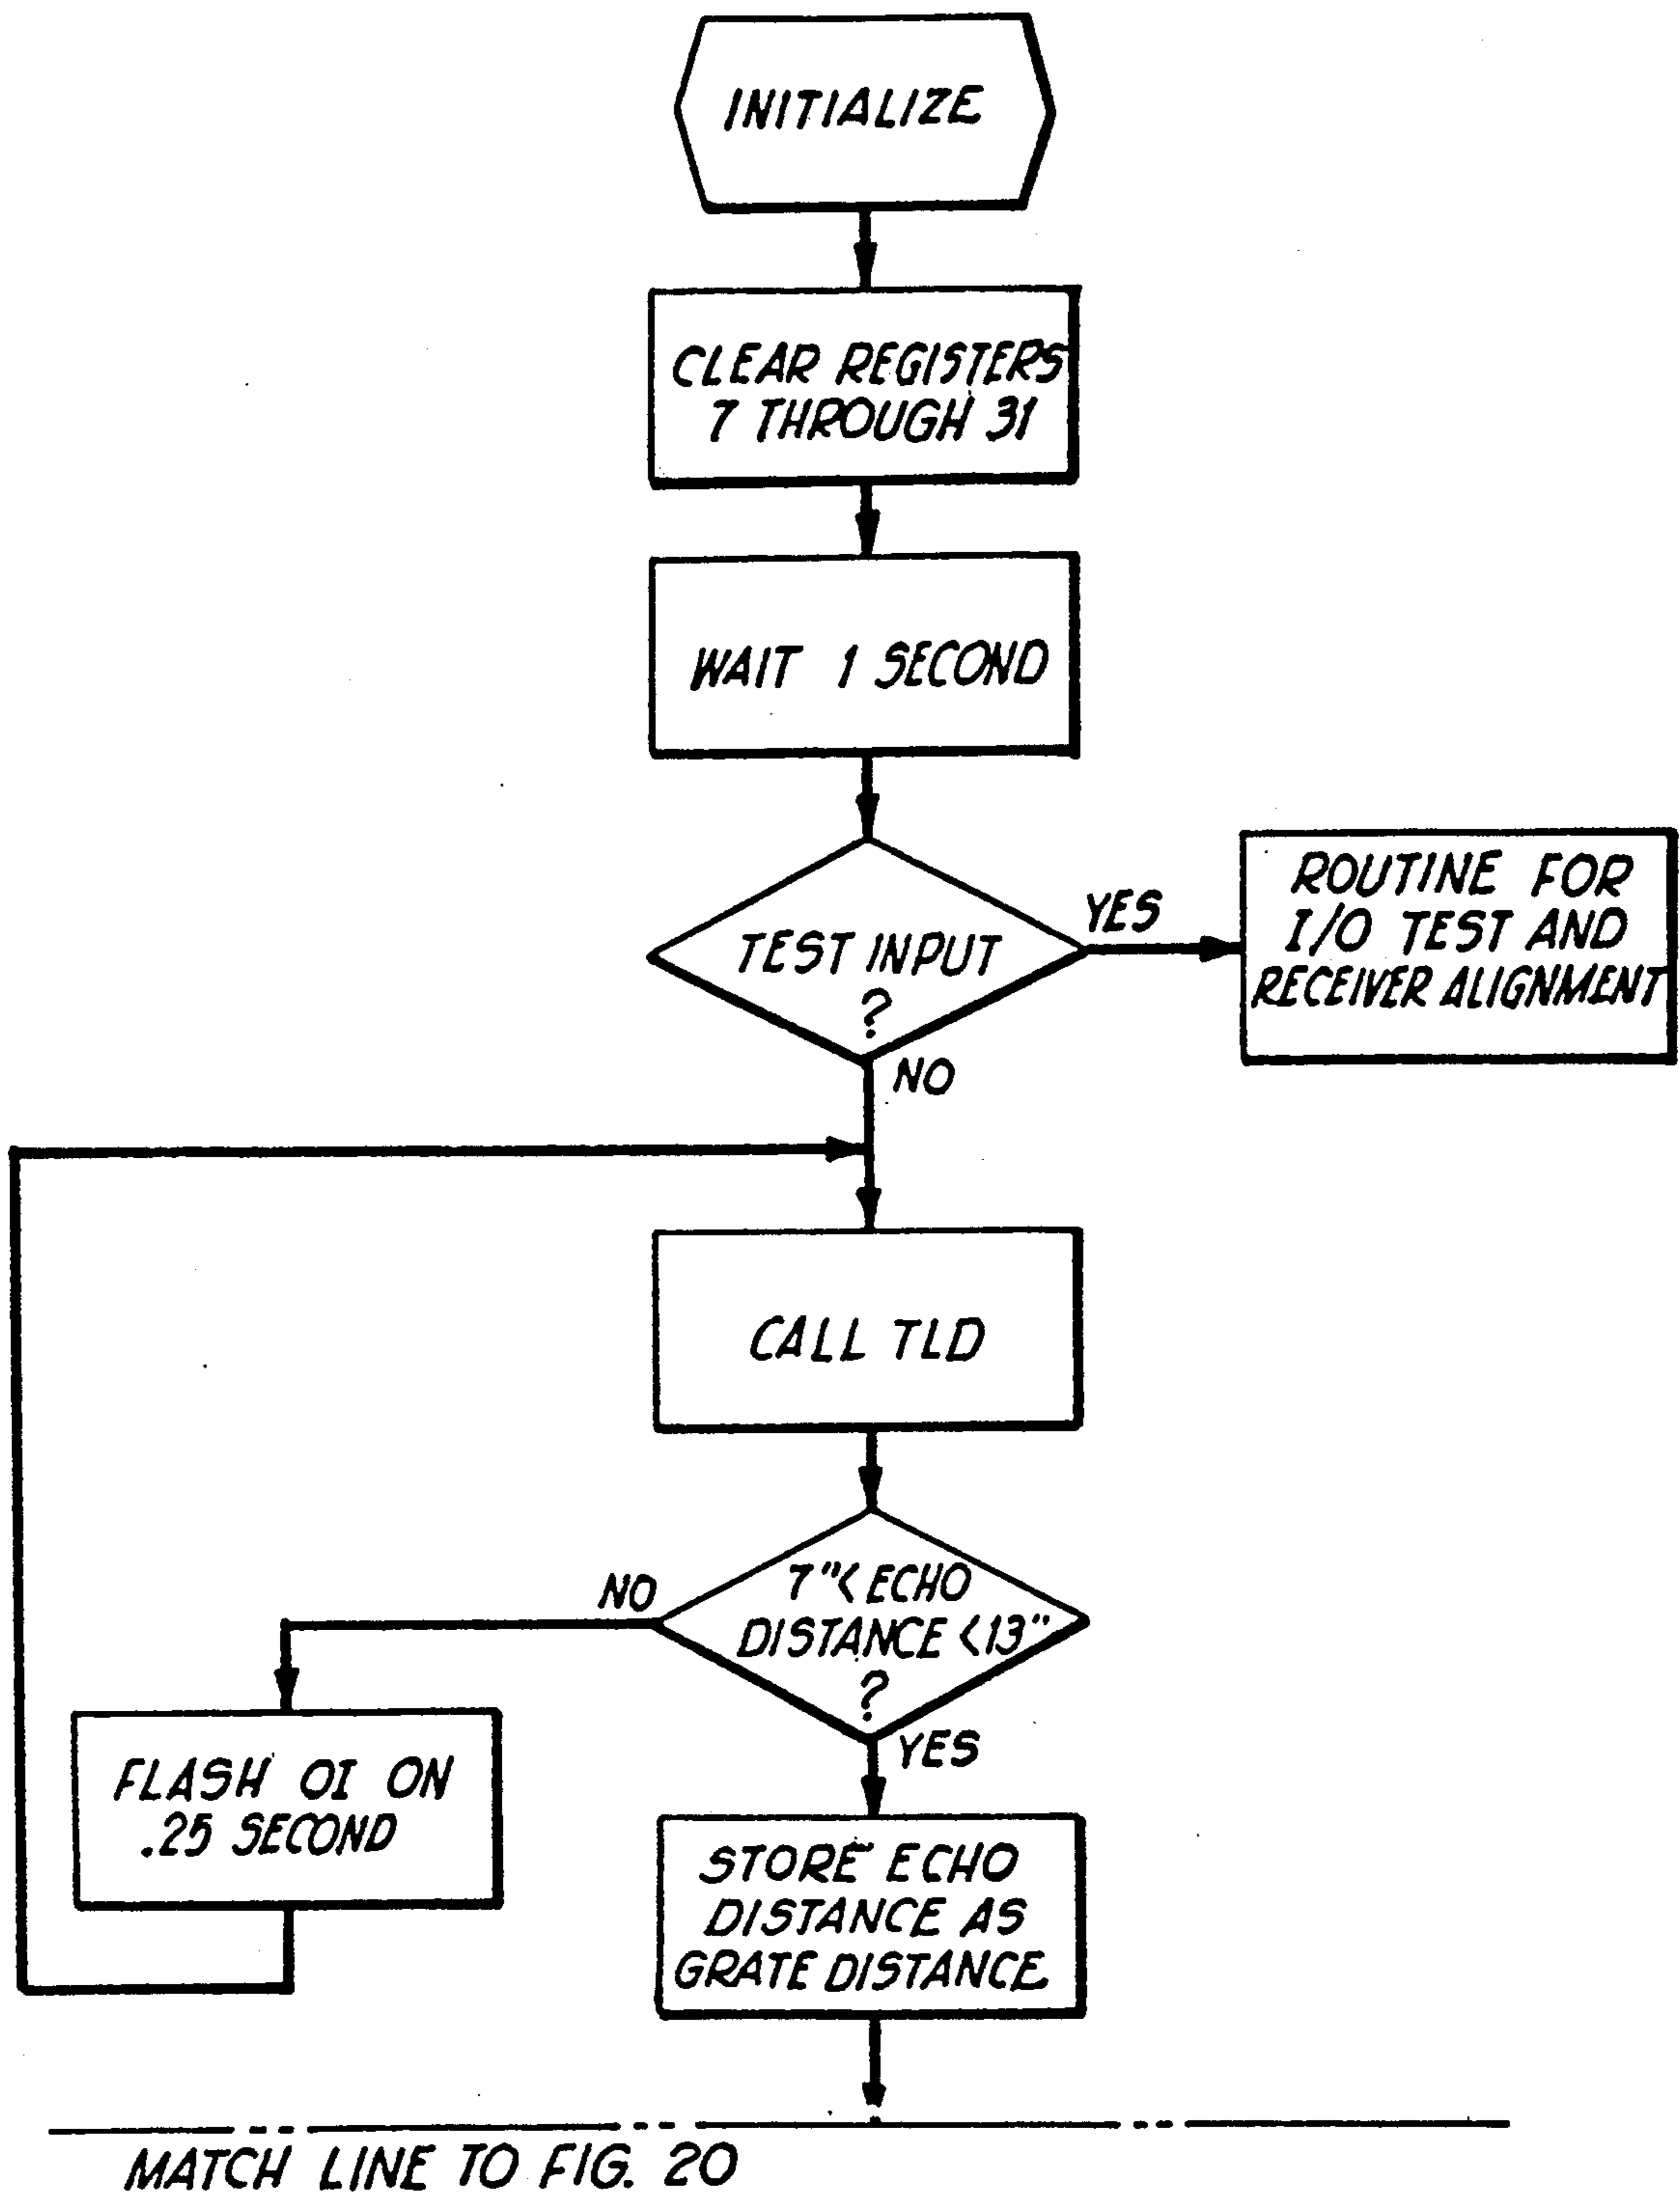 INITIALIZE
CLEAR REGISTERS
7 THROUGH 31
WAIT 1 SECOND
TEST INPUT
?
YES
ROUTINE FOR
I/O TEST AND
RECEIVER ALIGNMENT
NO
CALL TLD
7"< ECHO
DISTANCE <13"
?
NO
YES
FLASH OI ON
.25 SECOND
STORE ECHO
DISTANCE AS
GRATE DISTANCE
MATCH LINE TO FIG. 20